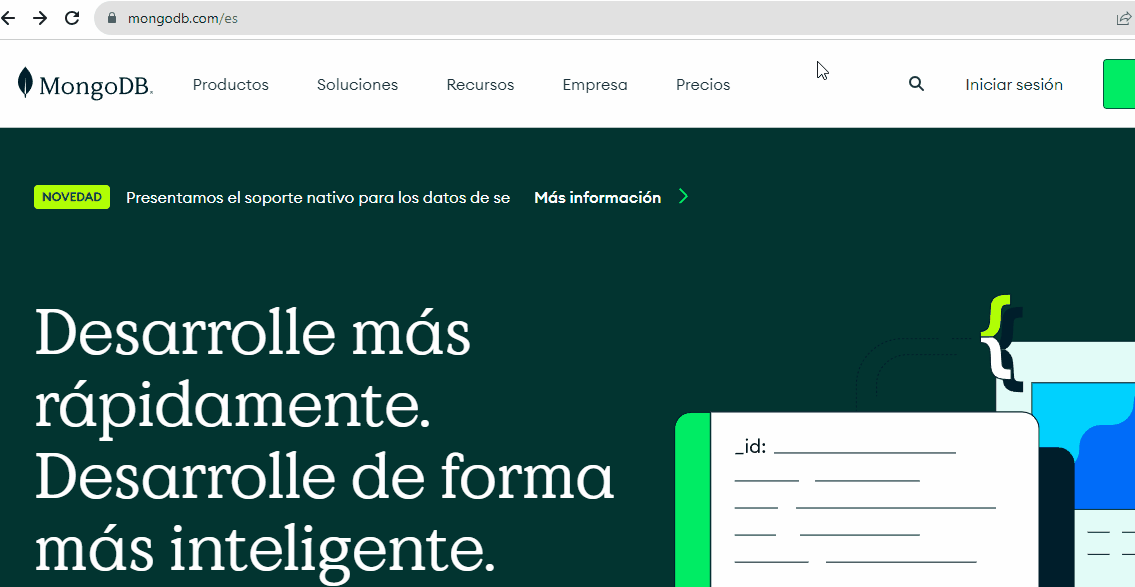 mongodb.com/es
MongoDB.
Productos
Soluciones
Recursos
Empresa
Precios
Iniciar sesión
NOVEDAD
Presentamos el soporte nativo para los datos de se
Más información
Desarrolle más
rápidamente.
Desarrolle de forma
más inteligente.
_id: